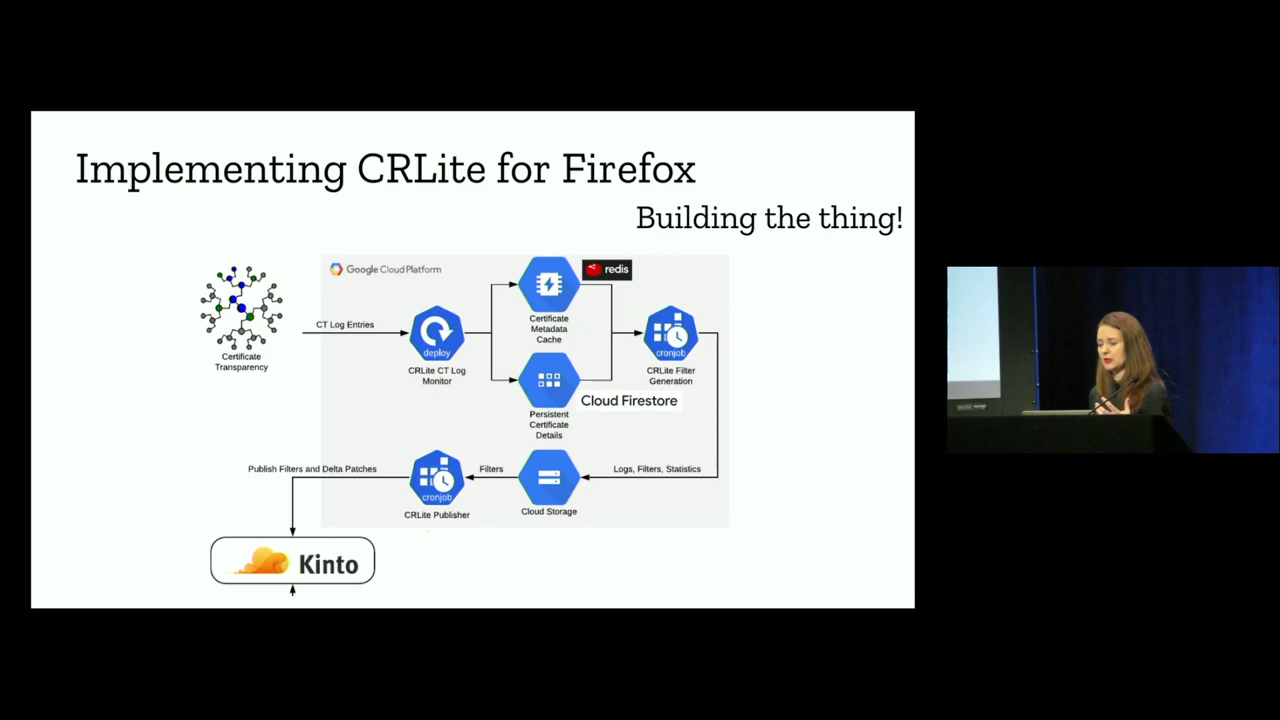 Implementing CRLite for Firefox
Building the thing!
Google Cloud Platform
redis
CT Log Entries
Certificate
Transparency
deploy
CRLite CT Log
Monitor
Certificate
Metadata
Cache
cronjob
CRLite Filter
Generation
Cloud Firestore
Persistent
Certificate
Details
Publish Filters and Delta Patches
Filters
Logs, Filters, Statistics
cronjob
CRLite Publisher
Cloud Storage
Kinto